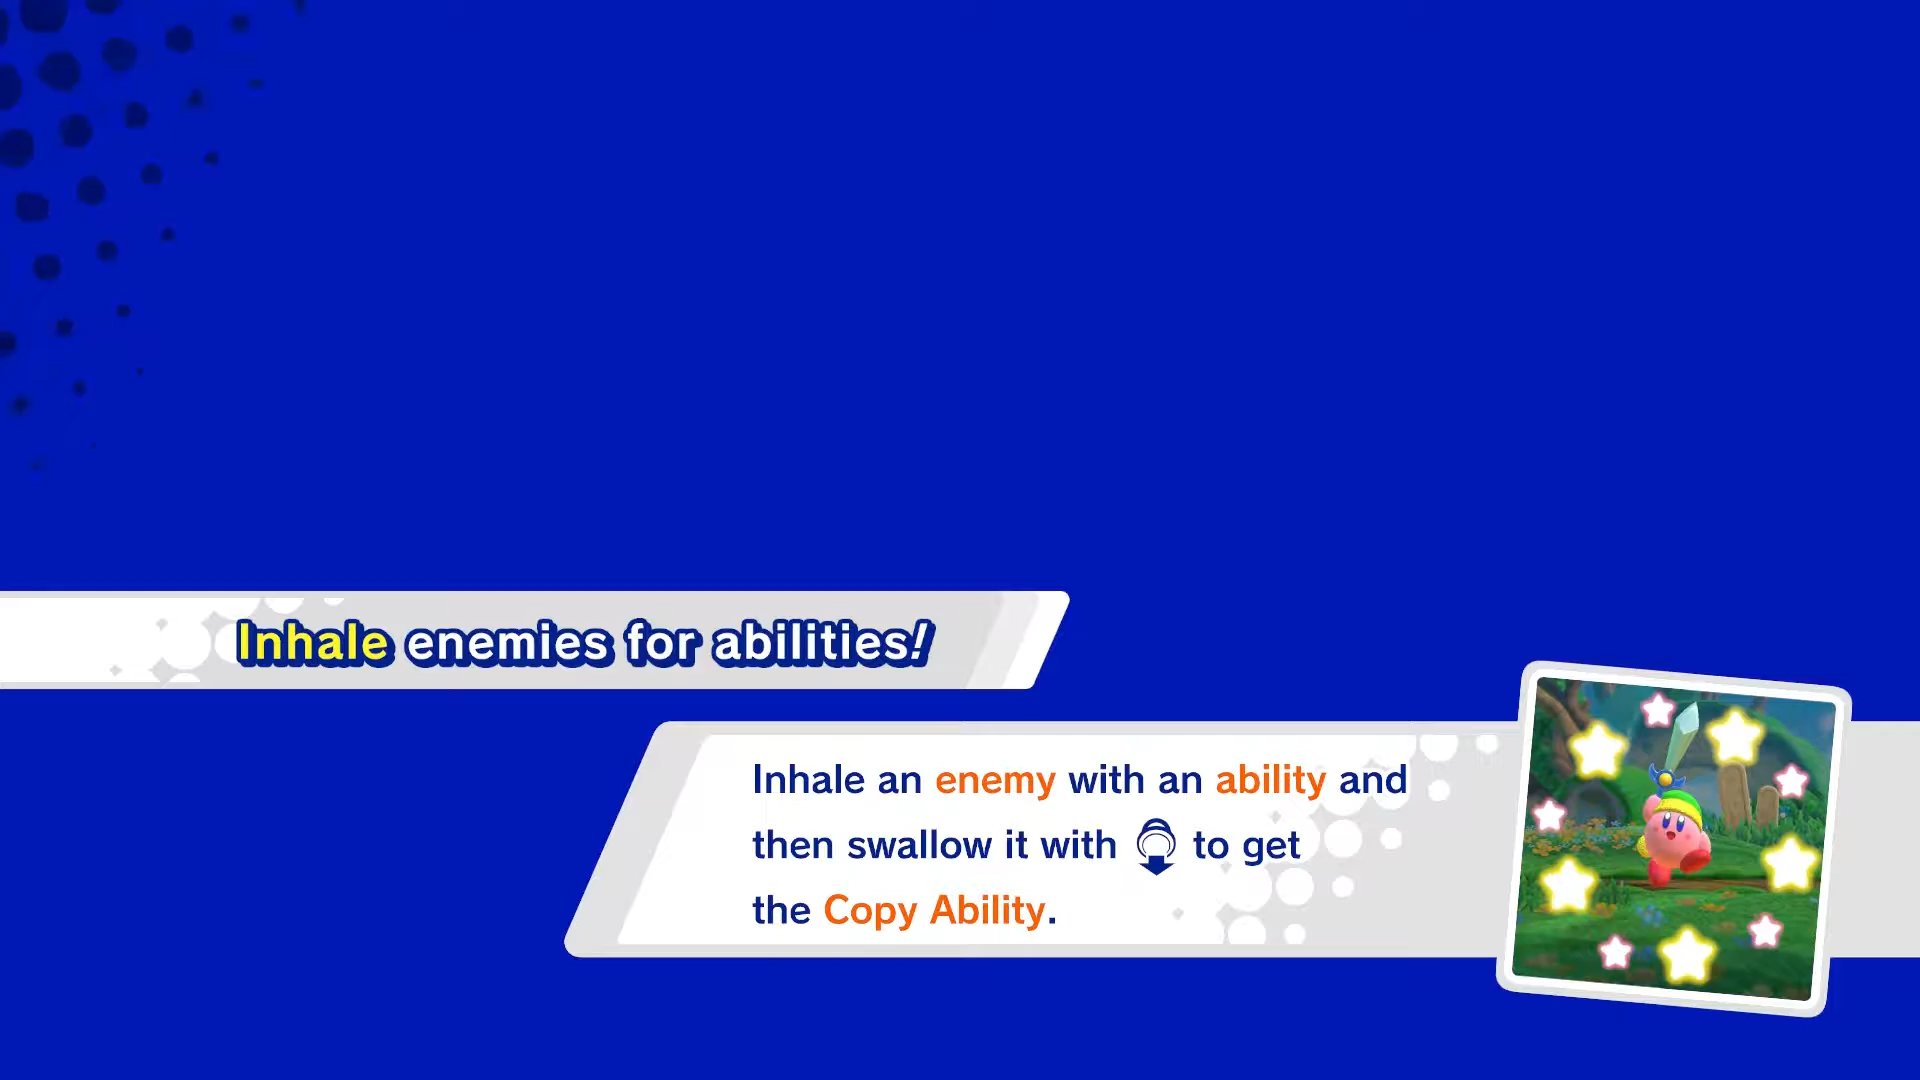 Inhale enemies for abilities!
Inhale an enemy with an ability and
then swallow it with to get
the Copy Ability.